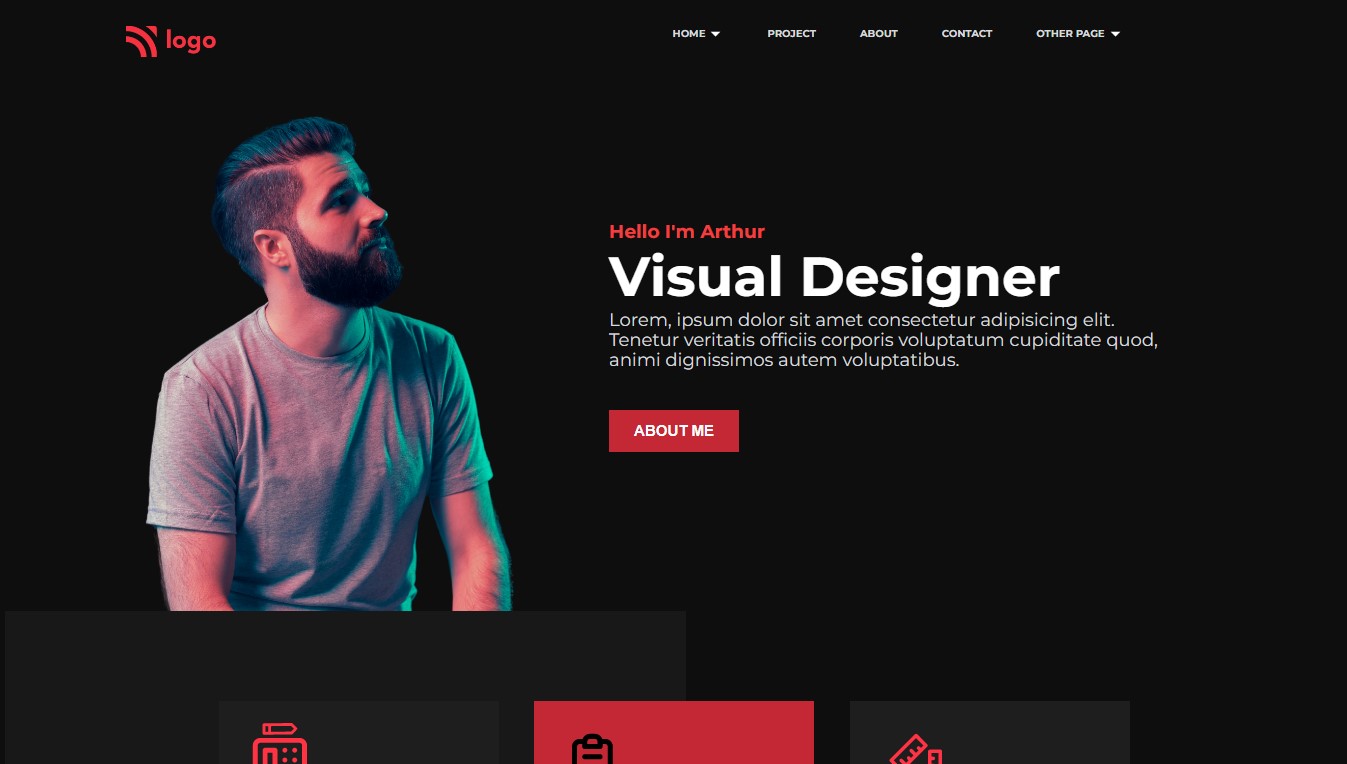 logo
HOME
PROJECT
ABOUT
CONTACT
OTHER PAGE
Hello I'm Arthur
Visual Designer
Lorem, ipsum dolor sit amet consectetur adipisicing elit.
Tenetur veritatis officiis corporis voluptatum cupiditate quod,
animi dignissimos autem voluptatibus.
ABOUT ME